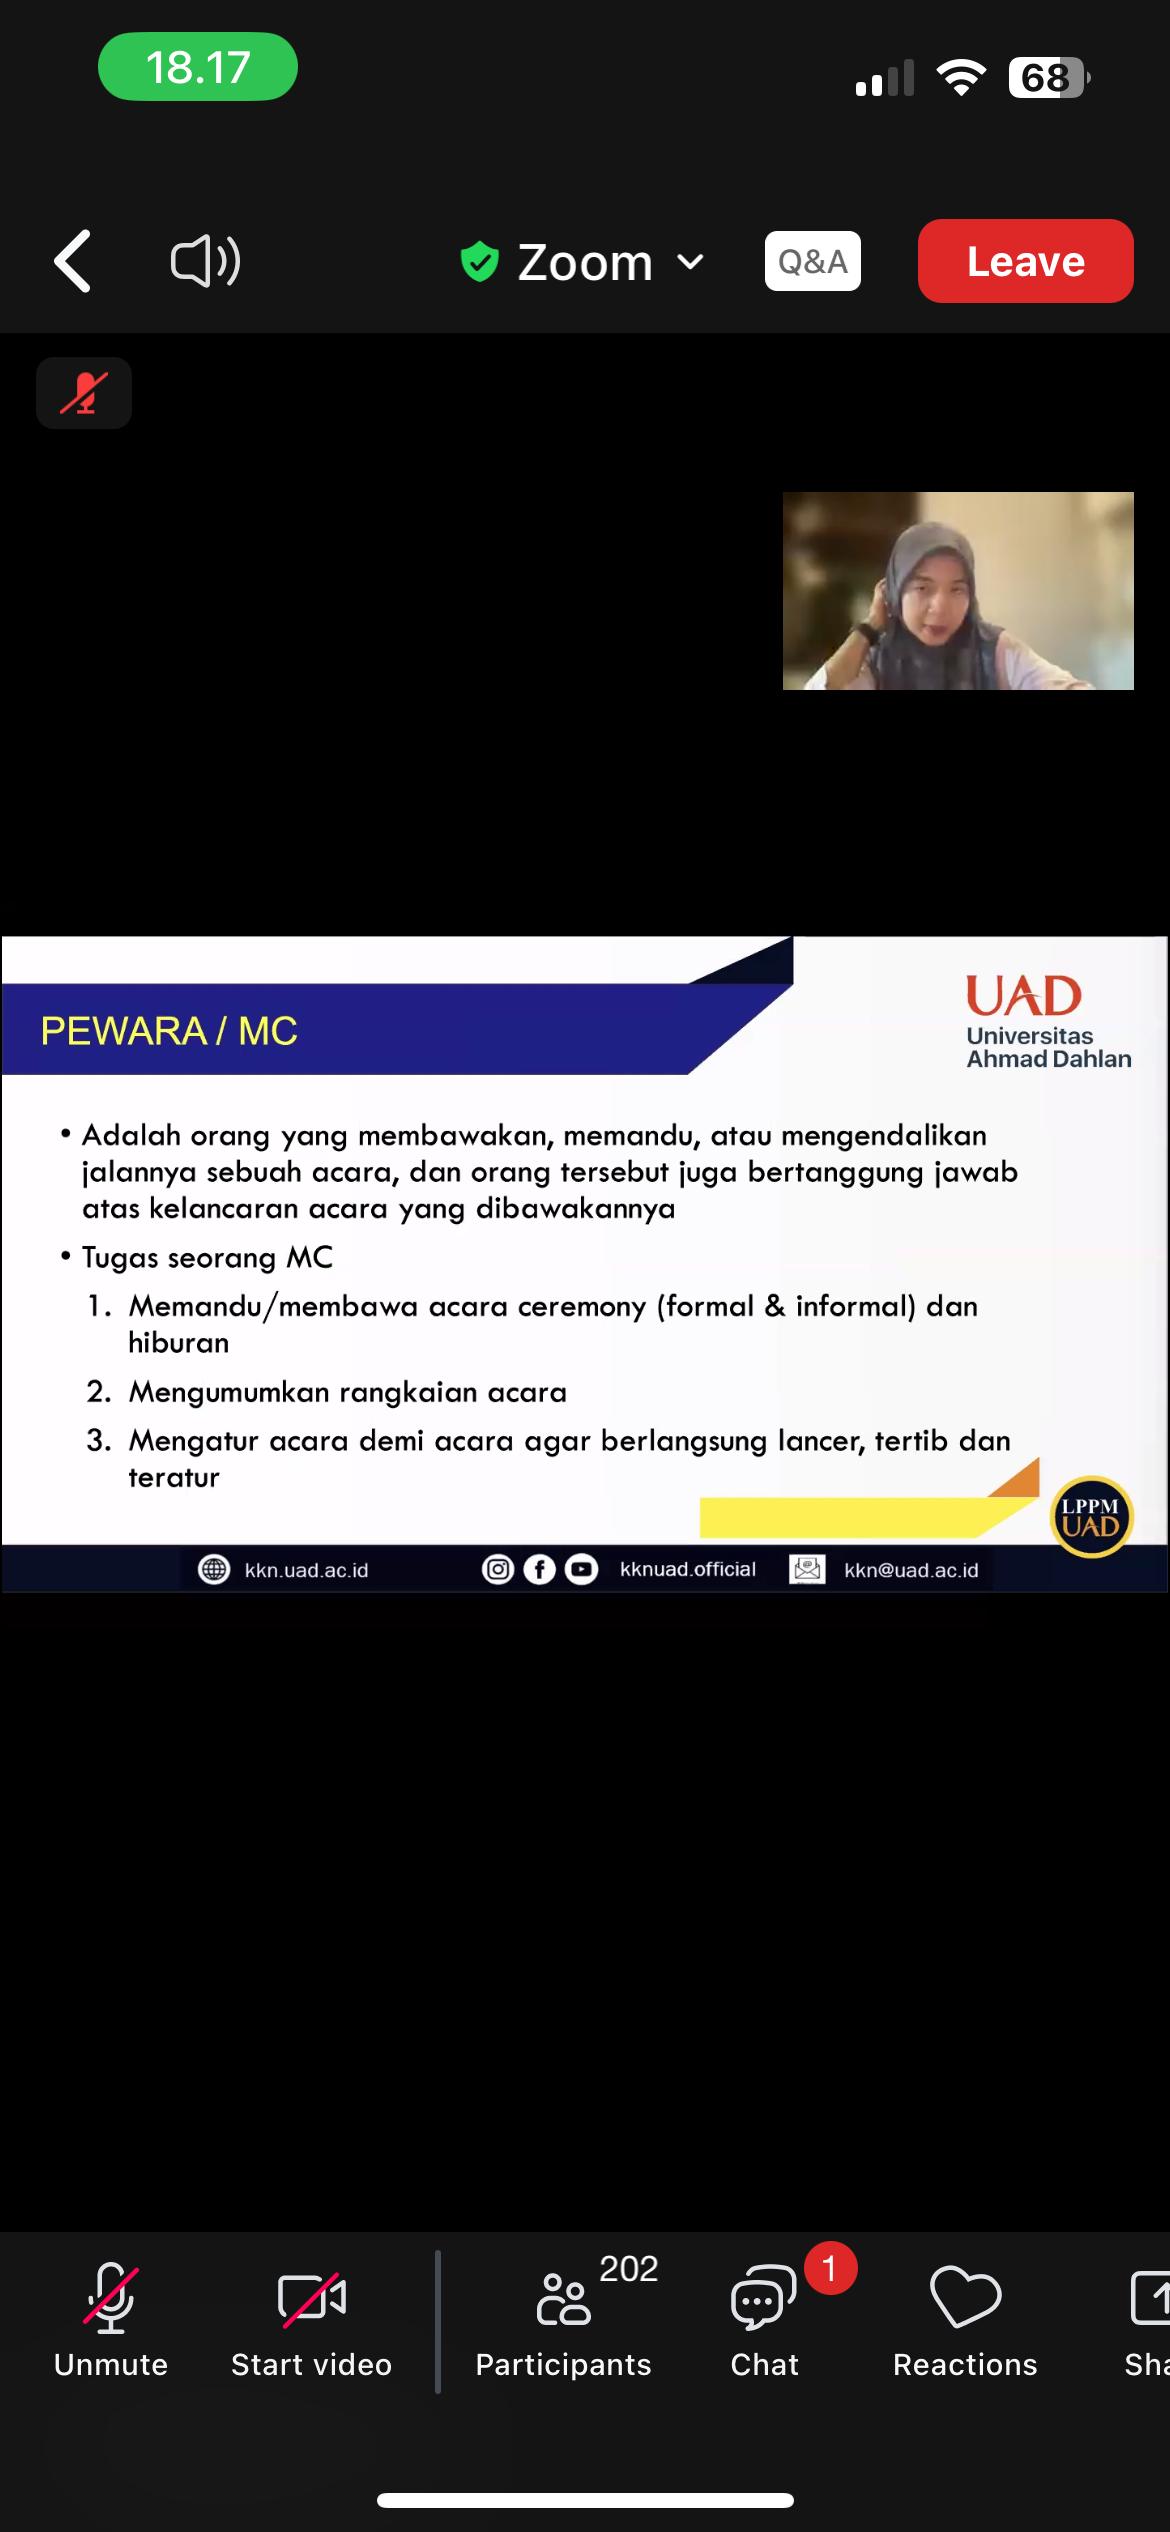 18.17
68
Zoom
Q&A
Leave
PEWARA / MC
UAD
Universitas
Ahmad Dahlan
• Adalah orang yang membawakan, memandu, atau mengendalikan
jalannya sebuah acara, dan orang tersebut juga bertanggung jawab
atas kelancaran acara yang dibawakannya
• Tugas seorang MC
1. Memandu/membawa acara ceremony (formal & informal) dan
hiburan
2. Mengumumkan rangkaian acara
3. Mengatur acara demi acara agar berlangsung lancer, tertib dan
teratur
LPPM
UAD
kkn.uad.ac.id
kknuad.official
kkn@uad.ac.id
202
1
Unmute
Start video
Participants
Chat
Reactions
Sha